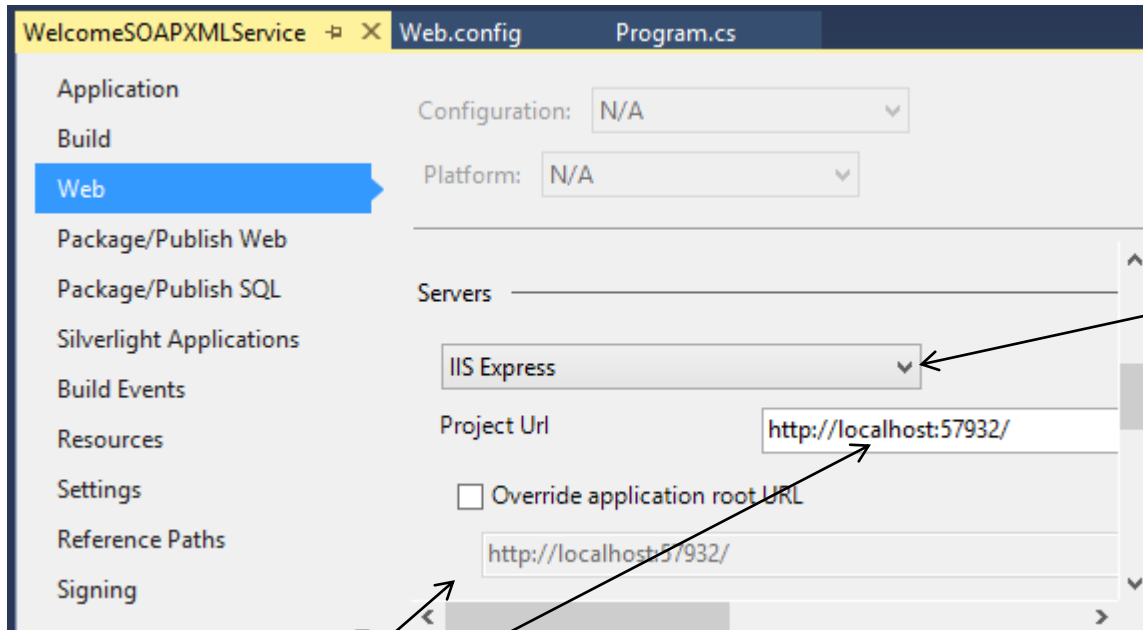 WelcomeSOAPXMLService Web.config Program.cs
Application
Build
Web
Package/Publish Web
Package/Publish SQL
Silverlight Applications
Build Events
Resources
Settings
Reference Paths
Signing
Configuration: N/A
Platform: N/A
Servers
IIS Express
Project Url http://localhost:57932/
Override application root URL
http://localhost:57932/